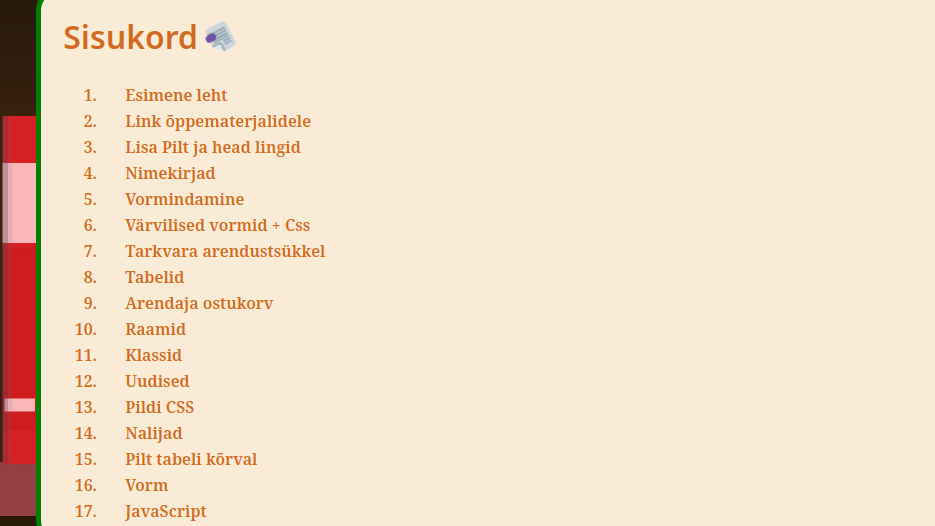 Sisukord
1. Esimene leht
2. Link õppematerjalidele
3. Lisa Pilt ja head lingid
4. Nimekirjad
5. Vormindamine
6. Värvilised vormid + Css
7. Tarkvara arendustsükkel
8. Tabelid
9. Arendaja ostukorv
10. Raamid
11. Klassid
12. Uudised
13. Pildi CSS
14. Nalijad
15. Pilt tabeli kõrval
16. Vorm
17. JavaScript